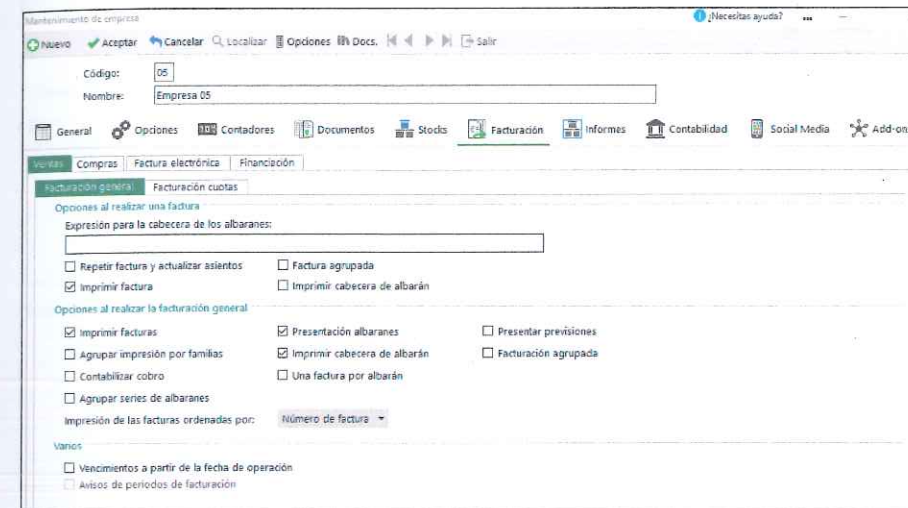 Mantenimiento de empresa ¡Necesitas ayuda? ...
Nuevo Aceptar Cancelar Localizar Opciones Docs. Salir
Código: 05
Nombre: Empresa 05
General Opciones Contadores Documentos Stocks Facturación Informes Contabilidad Social Media Add-on
Ventas Compras Factura electrónica Financiación
Facturación general Facturación cuotas
Opciones al realizar una factura
Expresión para la cabecera de los albaranes:
Repetir factura y actualizar asientos Factura agrupada
Imprimir factura Imprimir cabecera de albarán
Opciones al realizar la facturación general
Imprimir facturas Presentación albaranes Presentar previsiones
Agrupar impresión por familias Imprimir cabecera de albarán Facturación agrupada
Contabilizar cobro Una factura por albarán
Agrupar series de albaranes
Impresión de las facturas ordenadas por: Número de factura
Varios
Vencimientos a partir de la fecha de operación
Avisos de periodos de facturación